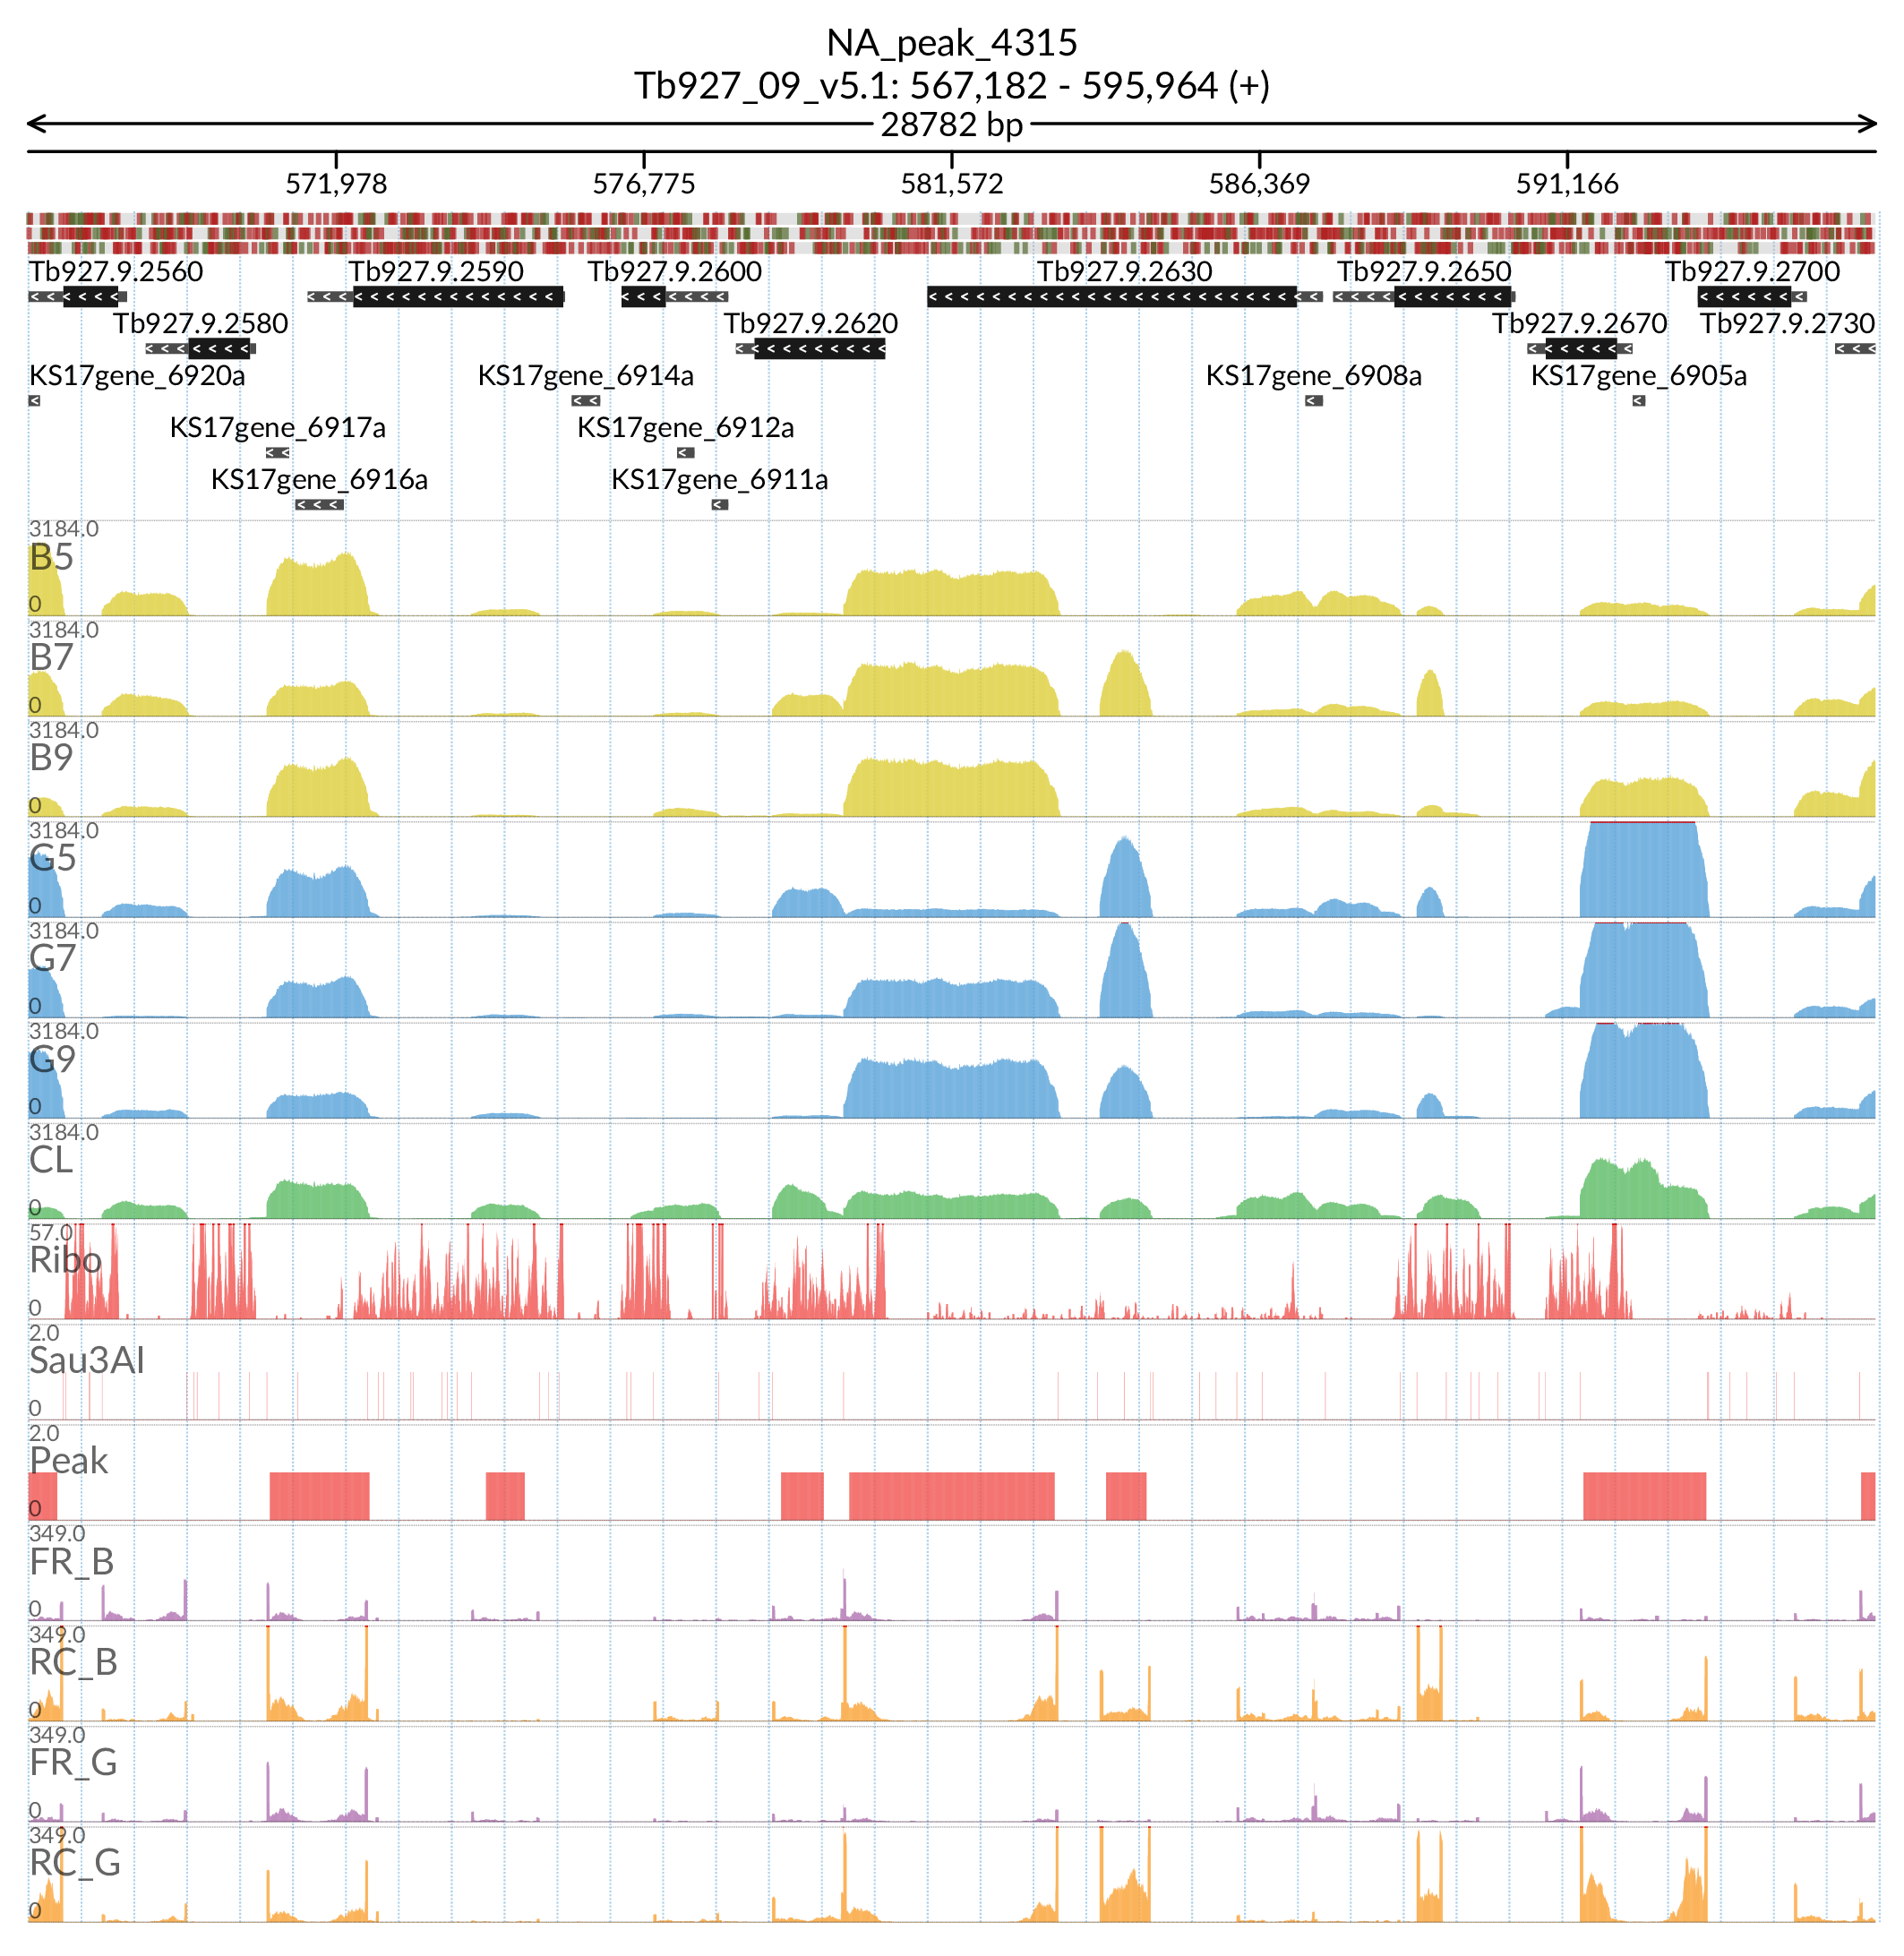 NA_peak_4315
Tb927_09_v5.1: 567,182 - 595,964 (+)
28782 bp
571,978 576,775 581,572 586,369 591,166
Tb927.9.2560 Tb927.9.2590 Tb927.9.2600 Tb927.9.2630 Tb927.9.2650 Tb927.9.2700
Tb927.9.2580 Tb927.9.2620 Tb927.9.2670 Tb927.9.2730
KS17gene_6920a KS17gene_6914a KS17gene_6908a KS17gene_6905a
KS17gene_6917a KS17gene_6912a
KS17gene_6916a KS17gene_6911a
3184.0
B5
0
3184.0
B7
0
3184.0
B9
0
3184.0
G5
0
3184.0
G7
0
3184.0
G9
0
3184.0
CL
0
57.0
Ribo
0
2.0
Sau3AI
0
2.0
Peak
0
349.0
FR_B
0
349.0
RC_B
0
349.0
FR_G
0
349.0
RC_G
0